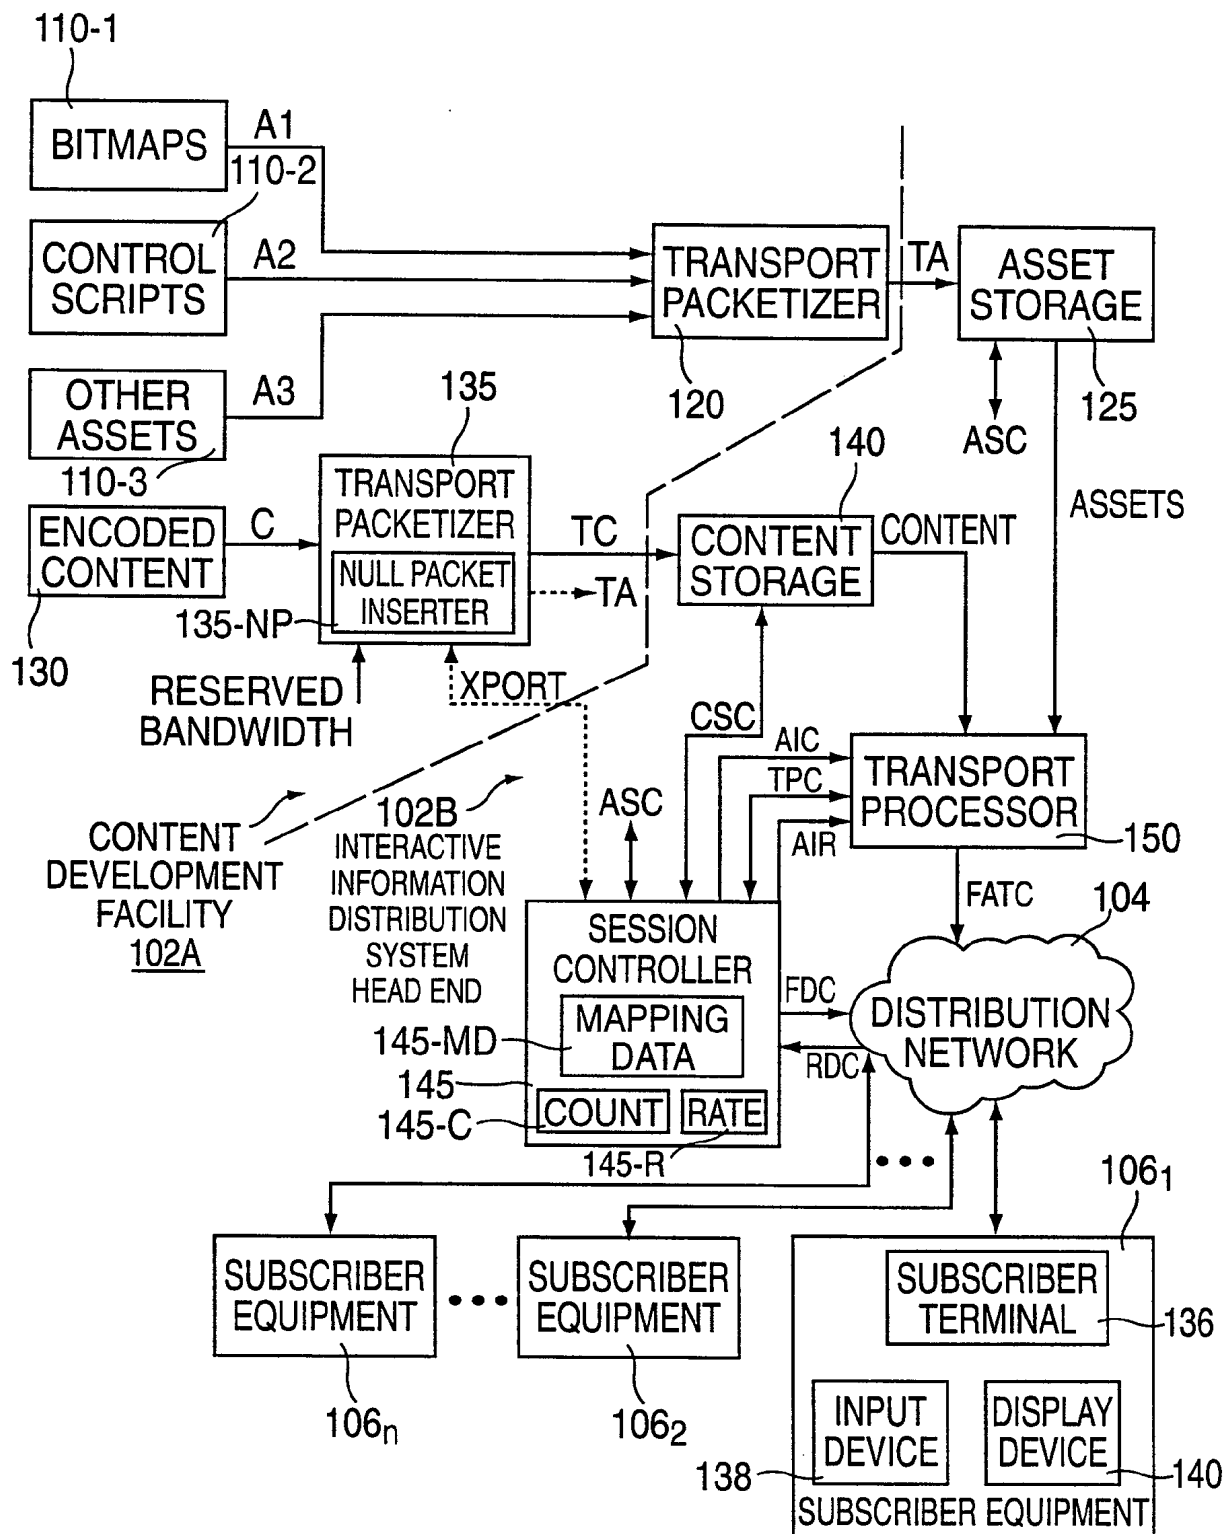 110-1
BITMAPS
A1
110-2
CONTROL
SCRIPTS
A2
TRANSPORT
PACKETIZER
120
TA
ASSET
STORAGE
125
ASC
ASSETS
OTHER
ASSETS
A3
110-3
135
TRANSPORT
PACKETIZER
NULL PACKET
INSERTER
135-NP
ENCODED
CONTENT
C
130
TC
TA
140
CONTENT
STORAGE
CONTENT
RESERVED
BANDWIDTH
XPORT
CSC
AIC
TPC
AIR
TRANSPORT
PROCESSOR
150
CONTENT
DEVELOPMENT
FACILITY
102A
102B
INTERACTIVE
INFORMATION
DISTRIBUTION
SYSTEM
HEAD END
ASC
FATC
104
SESSION
CONTROLLER
MAPPING
DATA
145-MD
145
145-C
COUNT
RATE
145-R
FDC
RDC
DISTRIBUTION
NETWORK
SUBSCRIBER
EQUIPMENT
106n
SUBSCRIBER
EQUIPMENT
1062
1061
SUBSCRIBER
TERMINAL
136
INPUT
DEVICE
138
DISPLAY
DEVICE
140
SUBSCRIBER EQUIPMENT